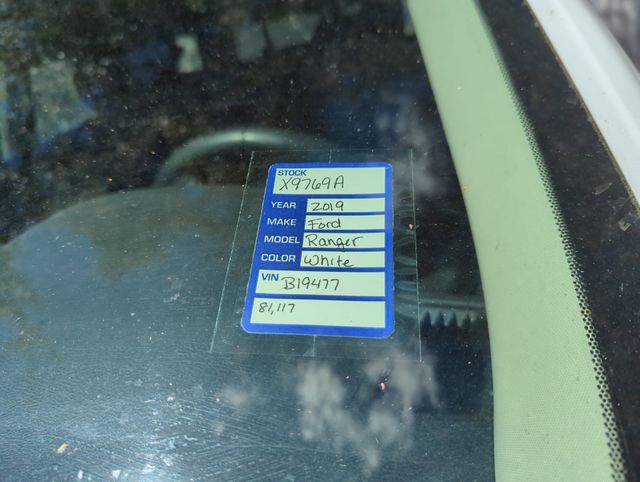 STOCK
X9769A
YEAR 2019
MAKE Ford
MODEL Ranger
COLOR White
VIN B19477
81,117